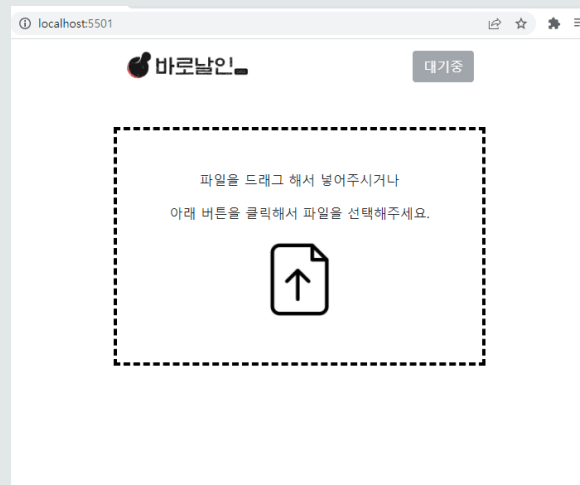 localhost:5501
바로날인
대기중
파일을 드래그 해서 넣어주시거나
아래 버튼을 클릭해서 파일을 선택해주세요.